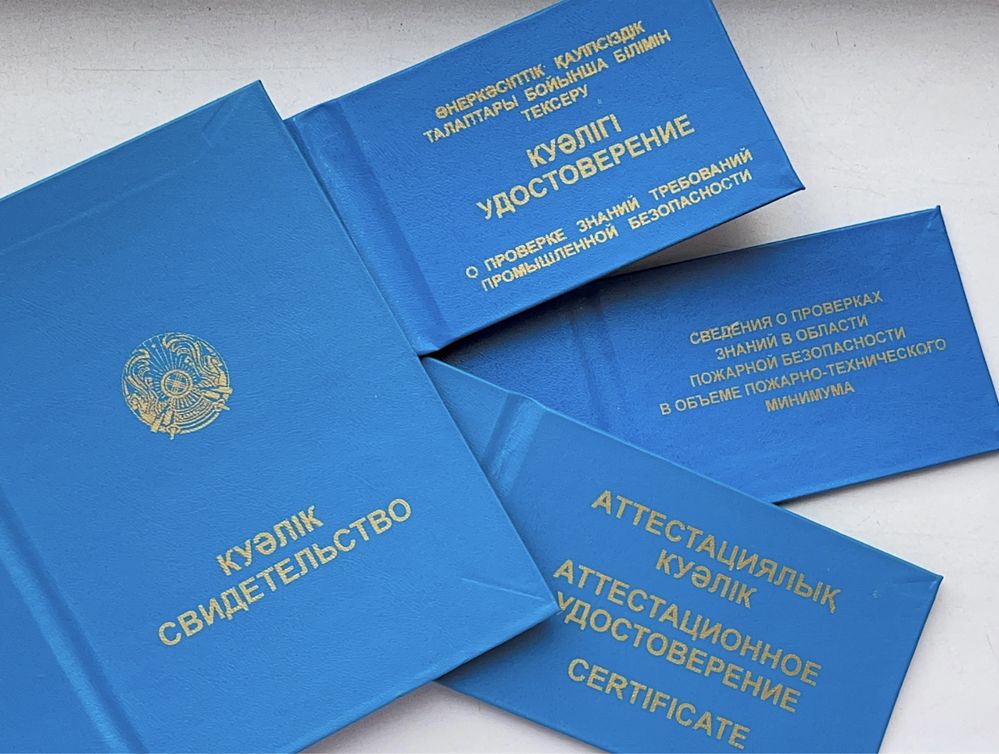 КУӘЛІК
СВИДЕТЕЛЬСТВО
ӨНЕРКӘСІПТІК ҚАУІПСІЗДІК
ТАЛАПТАРЫ БОЙЫНША БІЛІМІН
ТЕКСЕРУ
КУӘЛІГІ
УДОСТОВЕРЕНИЕ
О ПРОВЕРКЕ ЗНАНИЙ ТРЕБОВАНИЙ
ПРОМЫШЛЕННОЙ БЕЗОПАСНОСТИ
СВЕДЕНИЯ О ПРОВЕРКАХ
ЗНАНИЙ В ОБЛАСТИ
ПОЖАРНОЙ БЕЗОПАСНОСТИ
В ОБЪЕМЕ ПОЖАРНО-ТЕХНИЧЕСКОГО
МИНИМУМА
АТТЕСТАЦИЯЛЫҚ
КУӘЛІК
АТТЕСТАЦИОННОЕ
УДОСТОВЕРЕНИЕ
CERTIFICATE